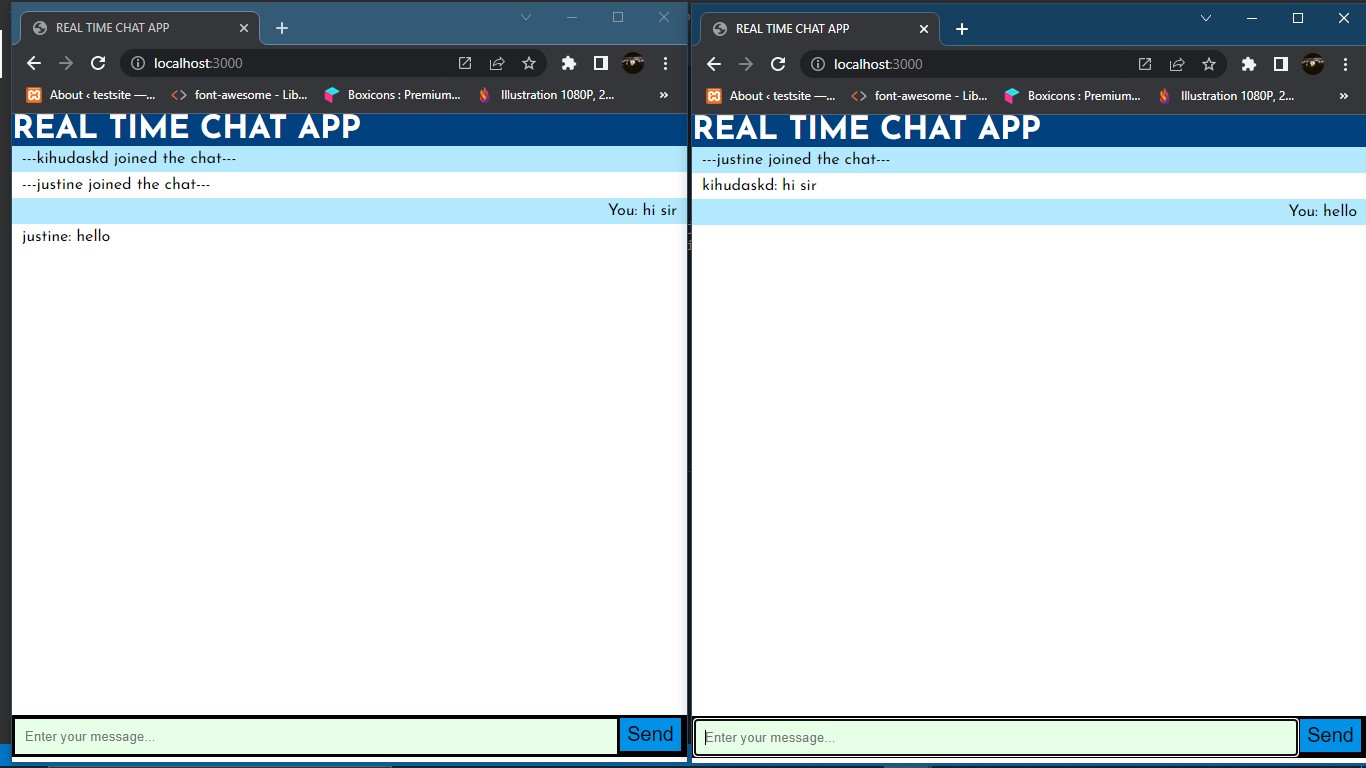 REAL TIME CHAT APP
localhost:3000
About ‹ testsite —...
font-awesome - Lib...
Boxicons : Premium...
Illustration 1080P, 2...
»
REAL TIME CHAT APP
---kihudaskd joined the chat---
---justine joined the chat---
You: hi sir
justine: hello
Enter your message...
Send
REAL TIME CHAT APP
localhost:3000
About ‹ testsite —...
font-awesome - Lib...
Boxicons : Premium...
Illustration 1080P, 2...
»
REAL TIME CHAT APP
---justine joined the chat---
kihudaskd: hi sir
You: hello
Enter your message...
Send